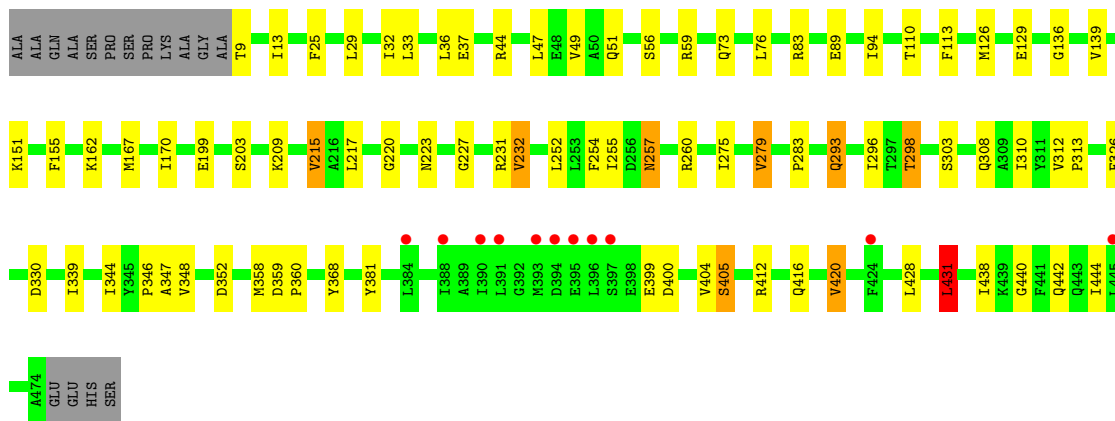 ALA ALA GLN ALA SER PRO SER PRO LYS ALA GLY ALA T9 I13 F25 L29 I32 L33 L36 E37 R44 L47 E48 V49 A50 Q51 S56 R59 Q73 L76 R83 E89 I94 T110 F113 M126 E129 G136 V139
K151 F155 K162 M167 I170 E199 S203 K209 V215 A216 L217 G220 N223 G227 R231 V232 L252 L253 F254 I255 D256 N257 R260 I275 V279 P283 Q293 I296 T297 T298 S303 Q308 A309 I310 Y311 V312 P313
D330 I339 I344 Y345 P346 A347 V348 D352 M358 D359 P360 Y368 Y381 L384 I388 A389 I390 L391 G392 M393 D394 E395 L396 S397 E398 E399 D400 V404 S405 R412 Q416 V420 F424 L428 L431 I438 K439 G440 F441 Q442 Q443 I444 L445
A474 GLU GLU HIS SER